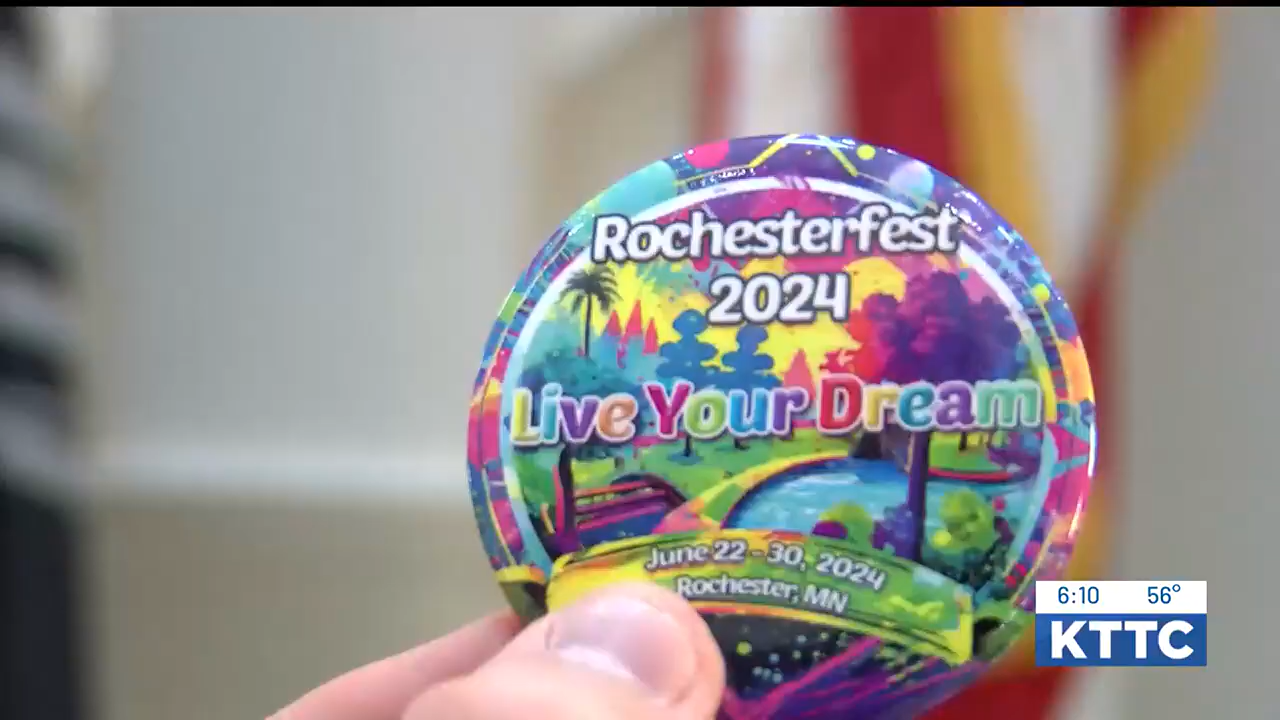 Rochesterfest
2024
Live Your Dream
June 22 - 30, 2024
Rochester, MN
6:10 56°
KTTC